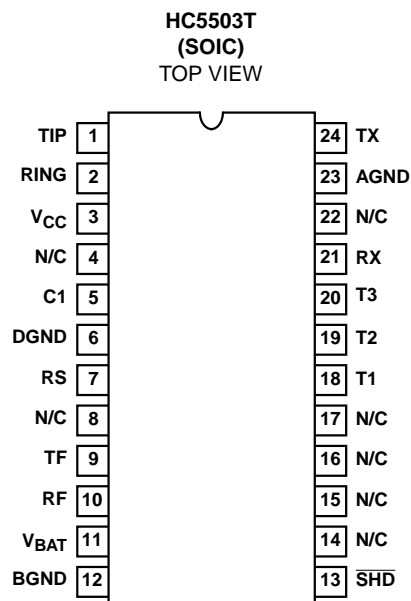 HC5503T
(SOIC)
TOP VIEW
TIP 1 24 TX
RING 2 23 AGND
VCC 3 22 N/C
N/C 4 21 RX
C1 5 20 T3
DGND 6 19 T2
RS 7 18 T1
N/C 8 17 N/C
TF 9 16 N/C
RF 10 15 N/C
VBAT 11 14 N/C
BGND 12 13 S̅H̅D̅